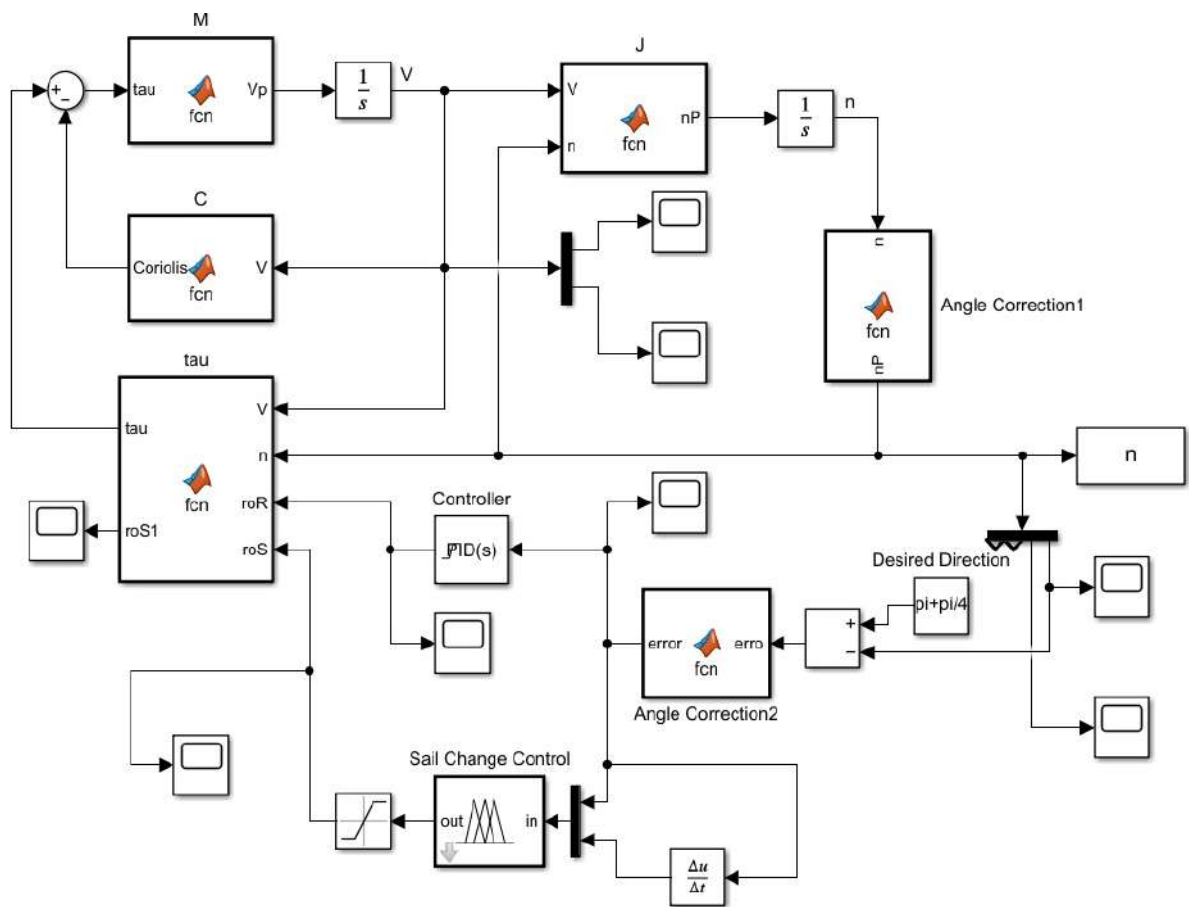 M
tau
Vp
fcn
1
s
V
J
V
n
nP
fcn
1
s
n
+
−
C
Coriolis
V
fcn
n
fcn
nP
Angle Correction1
tau
tau
V
n
roR
roS
roS1
fcn
n
Controller
PID(s)
Desired Direction
pi+pi/4
+
−
error
erro
fcn
Angle Correction2
Sail Change Control
out
in
Δu
Δt